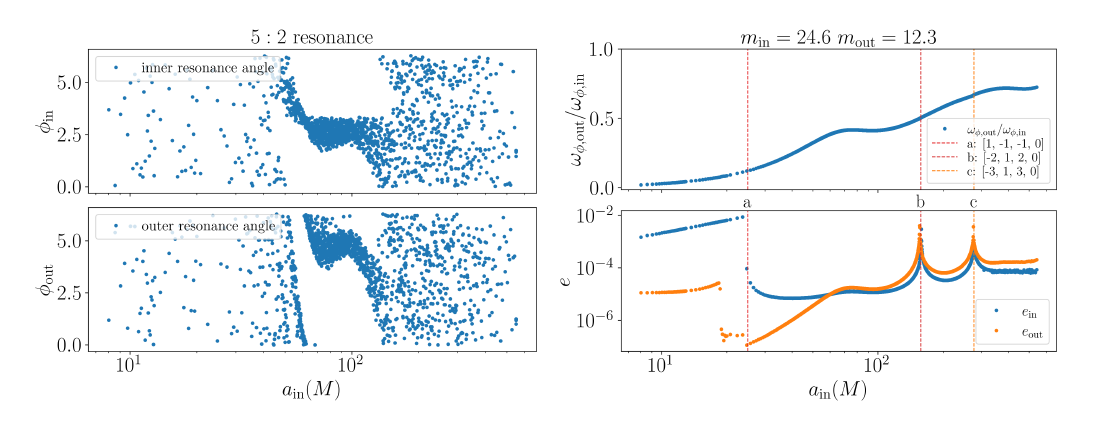 5 : 2 resonance
inner resonance angle
5.0
2.5
0.0
ϕin
outer resonance angle
5.0
2.5
0.0
ϕout
10¹
10²
ain(M)
min = 24.6 mout = 12.3
1.0
0.5
0.0
ωϕ,out/ωϕ,in
ωϕ,out/ωϕ,in
a: [1, -1, -1, 0]
b: [-2, 1, 2, 0]
c: [-3, 1, 3, 0]
a
b
c
10⁻²
10⁻⁴
10⁻⁶
e
ein
eout
10¹
10²
ain(M)